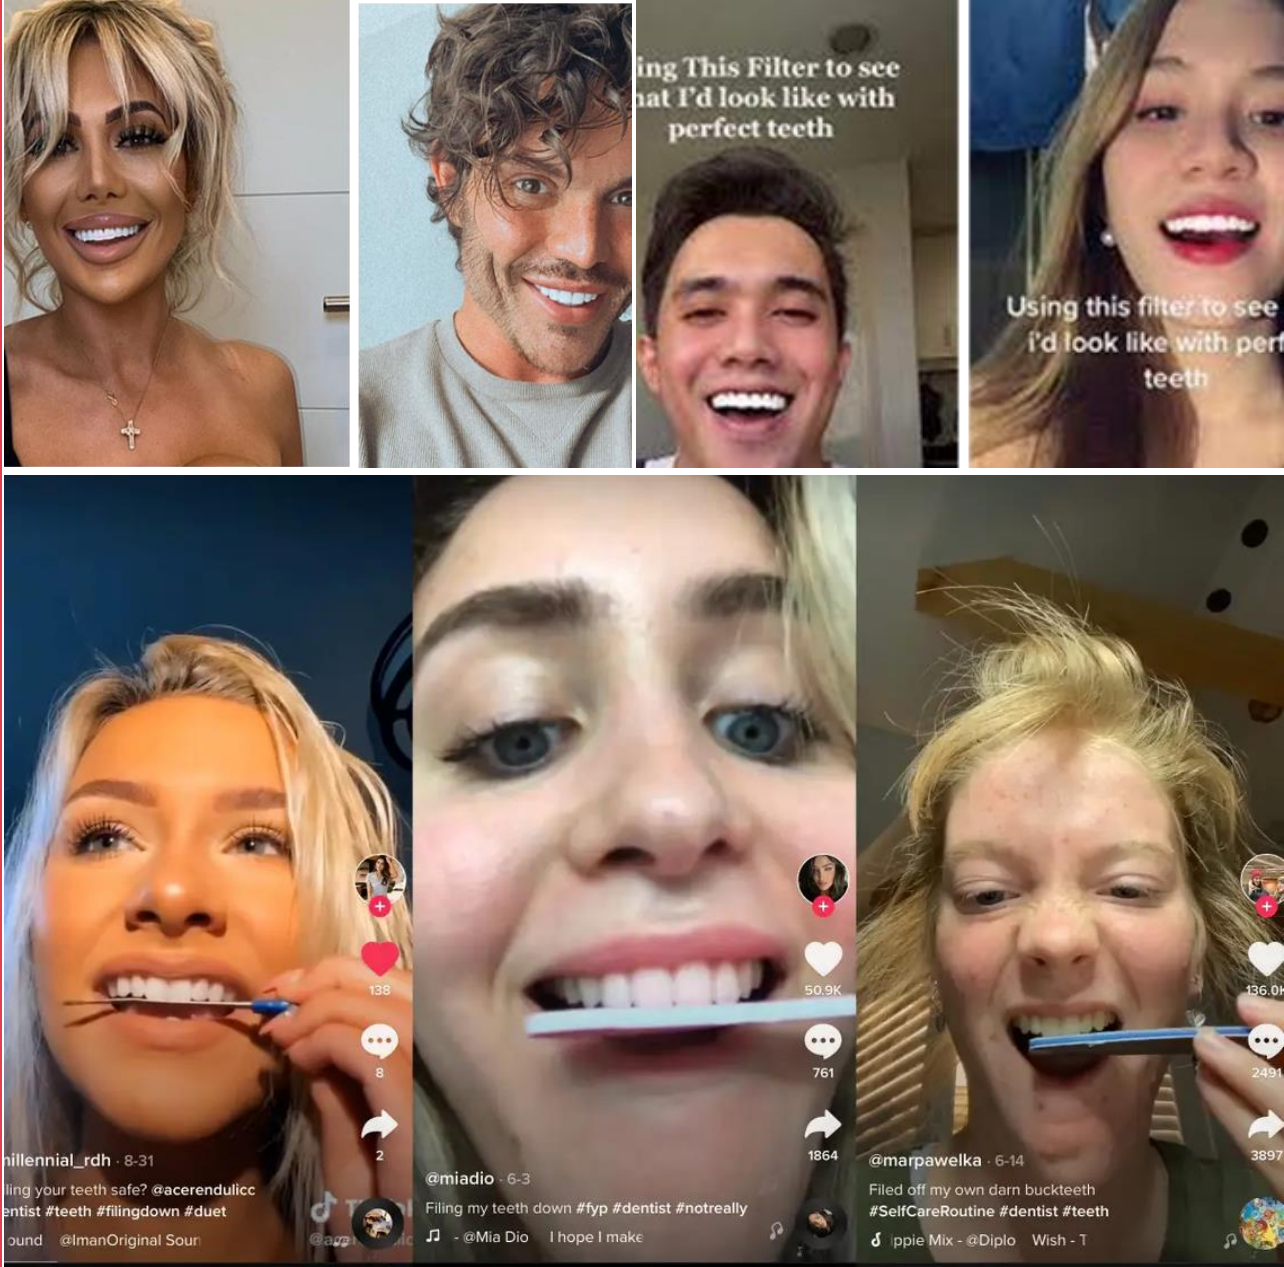 ing This Filter to see
at I'd look like with
perfect teeth
Using this filter to see
i'd look like with perf
teeth
138
8
2
millennial_rdh · 8-31
ling your teeth safe? @acerendulicc
entist #teeth #filingdown #duet
ound @ImanOriginal Soun
50.9K
761
1864
@miadio · 6-3
Filing my teeth down #fyp #dentist #notreally
- @Mia Dio I hope I make
136.0K
2491
3897
@marpawelka · 6-14
Filed off my own darn buckteeth
#SelfCareRoutine #dentist #teeth
ppie Mix - @Diplo Wish - T